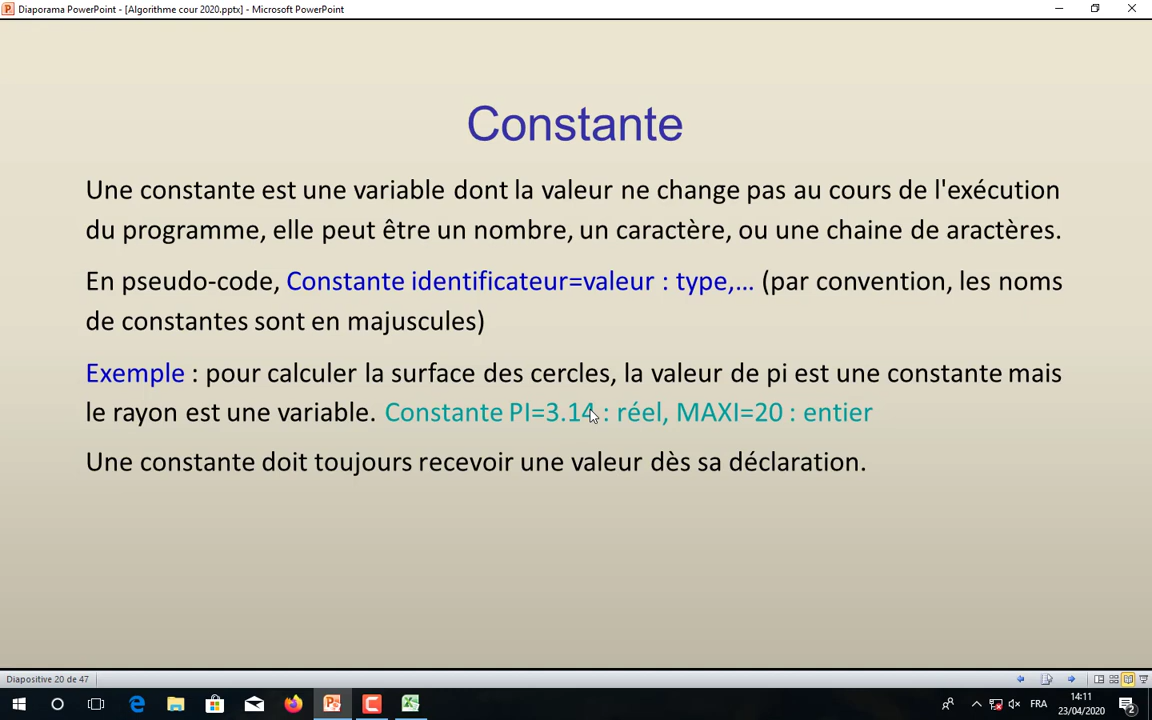 Diaporama PowerPoint - [Algorithme cour 2020.pptx] - Microsoft PowerPoint
Constante
Une constante est une variable dont la valeur ne change pas au cours de l'exécution
du programme, elle peut être un nombre, un caractère, ou une chaine de aractères.
En pseudo-code, Constante identificateur=valeur : type,... (par convention, les noms
de constantes sont en majuscules)
Exemple : pour calculer la surface des cercles, la valeur de pi est une constante mais
le rayon est une variable. Constante PI=3.14 : réel, MAXI=20 : entier
Une constante doit toujours recevoir une valeur dès sa déclaration.
Diapositive 20 de 47
14:11
FRA
23/04/2020
2